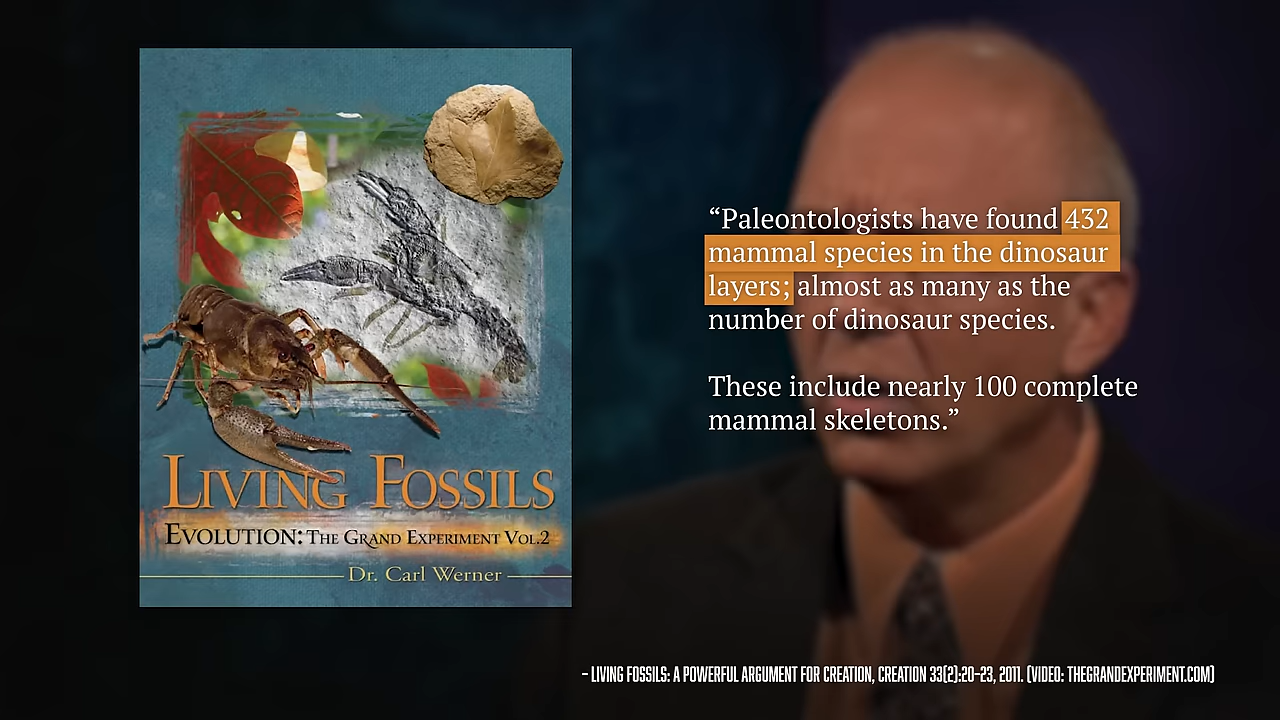 LIVING FOSSILS
EVOLUTION: THE GRAND EXPERIMENT VOL.2
Dr. Carl Werner
“Paleontologists have found 432
mammal species in the dinosaur
layers; almost as many as the
number of dinosaur species.
These include nearly 100 complete
mammal skeletons.”
– LIVING FOSSILS: A POWERFUL ARGUMENT FOR CREATION, CREATION 33(2):20–23, 2011. (VIDEO: THEGRANDEXPERIMENT.COM)